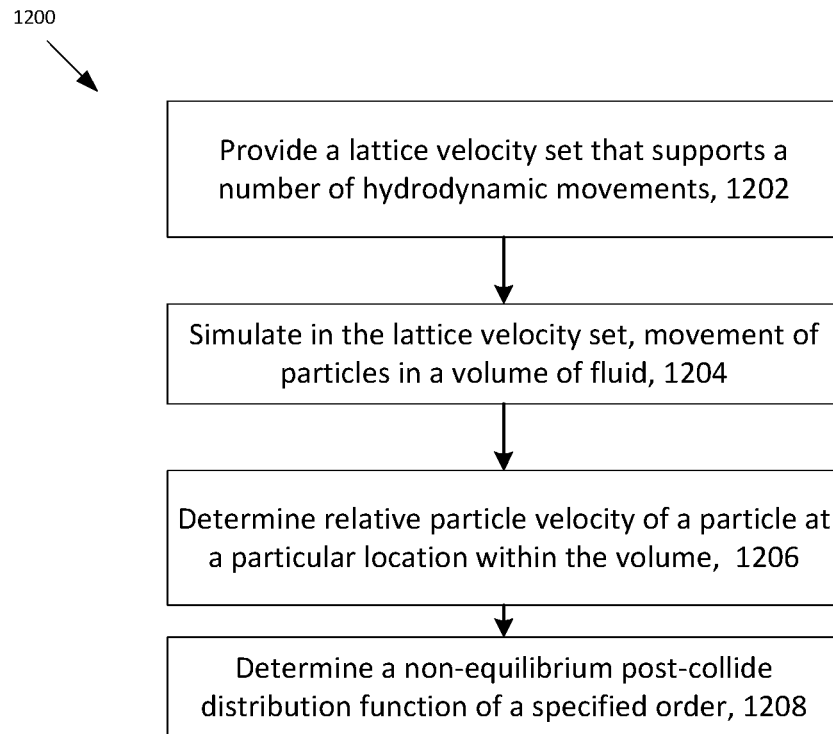 1200
Provide a lattice velocity set that supports a
number of hydrodynamic movements, 1202
Simulate in the lattice velocity set, movement of
particles in a volume of fluid, 1204
Determine relative particle velocity of a particle at
a particular location within the volume, 1206
Determine a non-equilibrium post-collide
distribution function of a specified order, 1208